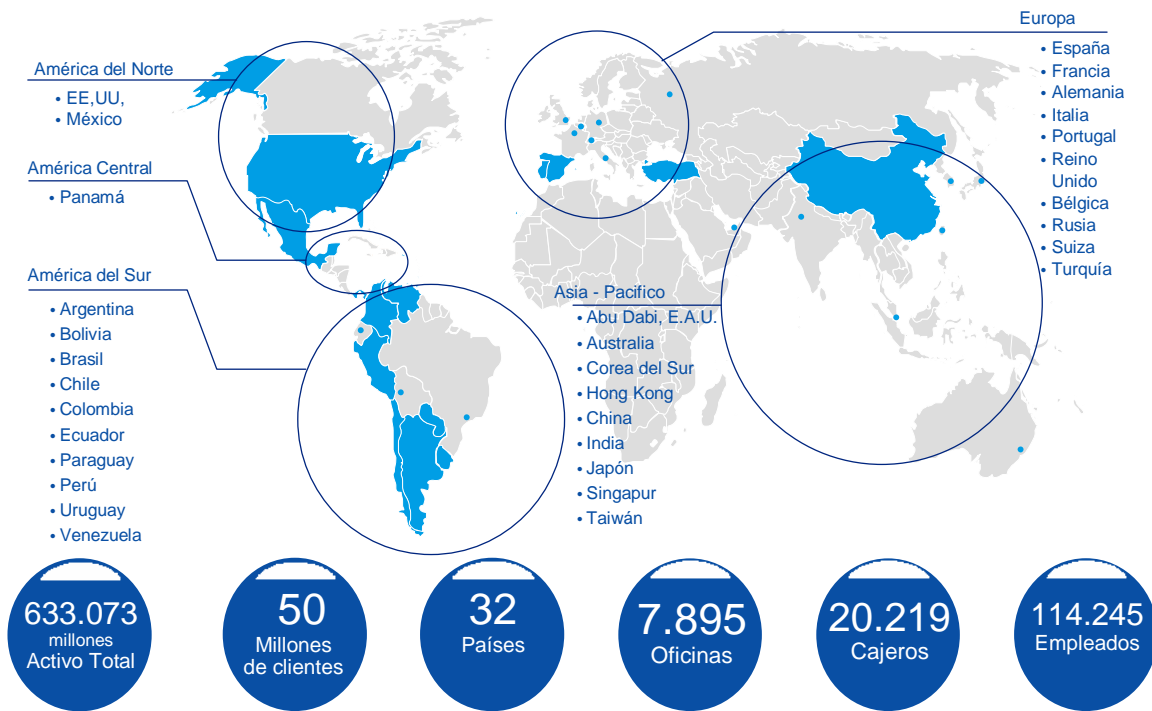 América del Norte
• EE,UU,
• México
América Central
• Panamá
América del Sur
• Argentina
• Bolivia
• Brasil
• Chile
• Colombia
• Ecuador
• Paraguay
• Perú
• Uruguay
• Venezuela
Europa
• España
• Francia
• Alemania
• Italia
• Portugal
• Reino
Unido
• Bélgica
• Rusia
• Suiza
• Turquía
Asia - Pacifico
• Abu Dabi, E.A.U.
• Australia
• Corea del Sur
• Hong Kong
• China
• India
• Japón
• Singapur
• Taiwán
633.073
millones
Activo Total
50
Millones
de clientes
32
Países
7.895
Oficinas
20.219
Cajeros
114.245
Empleados